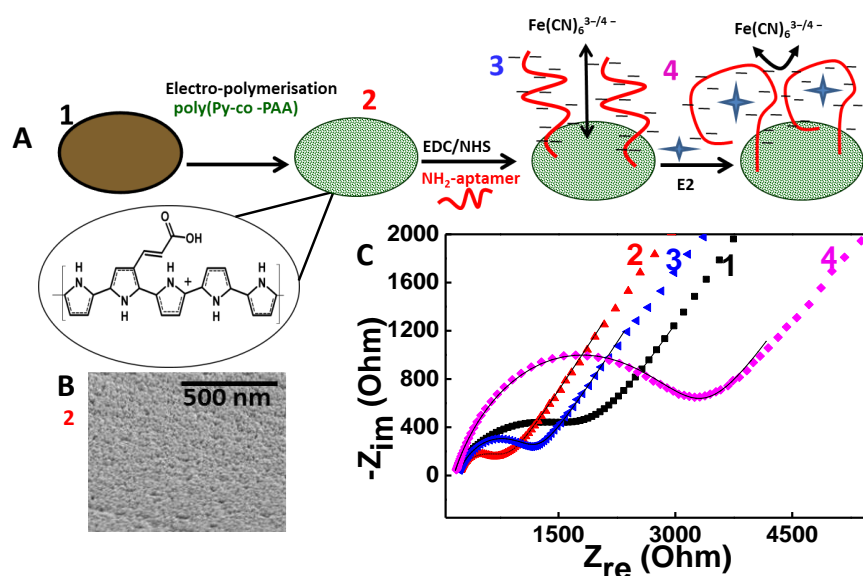 Fe(CN)₆³⁻/⁴⁻
Fe(CN)₆³⁻/⁴⁻
3
4
Electro-polymerisation
poly(Py-co -PAA)
1
2
A
EDC/NHS
NH₂-aptamer
E2
O
OH
H
N
H
N
+
H
N
N
H
N
H
B
2
500 nm
C
2
3
1
4
2000
1600
1200
800
400
0
-Z_im (Ohm)
1500
3000
4500
Z_re (Ohm)